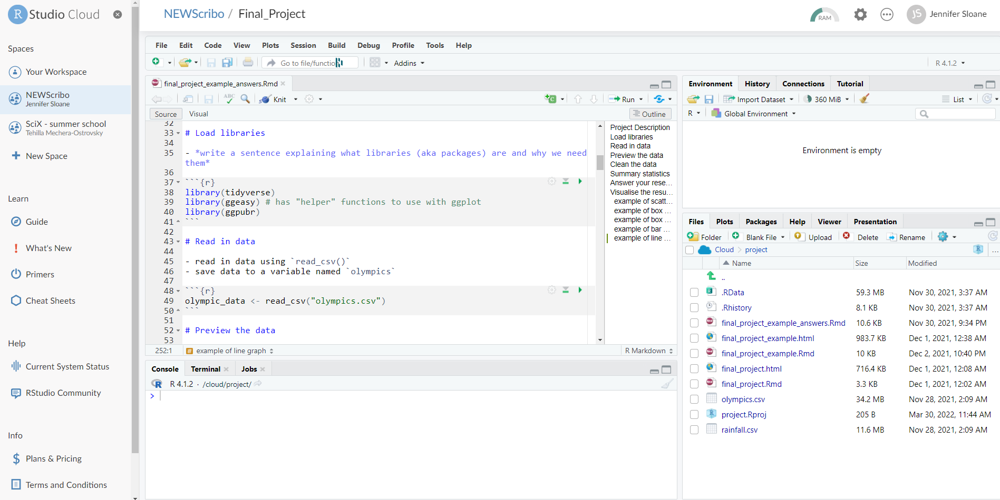 R Studio Cloud
Spaces
Your Workspace
NEWScribo
Jennifer Sloane
SciX - summer school
Tehilla Mechera-Ostrovsky
New Space
Learn
Guide
What's New
Primers
Cheat Sheets
Help
Current System Status
RStudio Community
Info
Plans & Pricing
Terms and Conditions
NEWScribo / Final_Project
RAM
JS Jennifer Sloane
File Edit Code View Plots Session Build Debug Profile Tools Help
Go to file/functio
Addins
R 4.1.2
final_project_example_answers.Rmd
ABC
Knit
Run
Source Visual
Outline
32
33 # Load libraries
34
35 - *write a sentence explaining what libraries (aka packages) are and why we need
them*
36
37 ```{r}
38 library(tidyverse)
39 library(ggeasy) # has "helper" functions to use with ggplot
40 library(ggpubr)
41 ```
42
43 # Read in data
44
45 - read in data using `read_csv()`
46 - save data to a variable named `olympics`
47
48 ```{r}
49 olympic_data <- read_csv("olympics.csv")
50 ```
51
52 # Preview the data
53
252:1 # example of line graph
R Markdown
Project Description
Load libraries
Read in data
Preview the data
Clean the data
Summary statistics
Answer your rese...
Visualise the resu...
example of scatt...
example of box ...
example of box ...
example of bar ...
example of line ...
Console Terminal Jobs
R R 4.1.2 · /cloud/project/
>
Environment History Connections Tutorial
Import Dataset 360 MiB List
R Global Environment
Environment is empty
Files Plots Packages Help Viewer Presentation
Folder Blank File Upload Delete Rename
Cloud > project
R ...
Name Size Modified
..
.RData 59.3 MB Nov 30, 2021, 3:37 AM
.Rhistory 8.1 KB Nov 30, 2021, 3:37 AM
final_project_example_answers.Rmd 10.6 KB Nov 30, 2021, 9:34 PM
final_project_example.html 983.7 KB Dec 1, 2021, 12:38 AM
final_project_example.Rmd 10 KB Dec 2, 2021, 10:40 PM
final_project.html 716.4 KB Dec 1, 2021, 12:08 AM
final_project.Rmd 3.3 KB Dec 1, 2021, 12:02 AM
olympics.csv 34.2 MB Nov 28, 2021, 2:09 AM
project.Rproj 205 B Mar 30, 2022, 11:44 AM
rainfall.csv 11.6 MB Nov 28, 2021, 2:09 AM